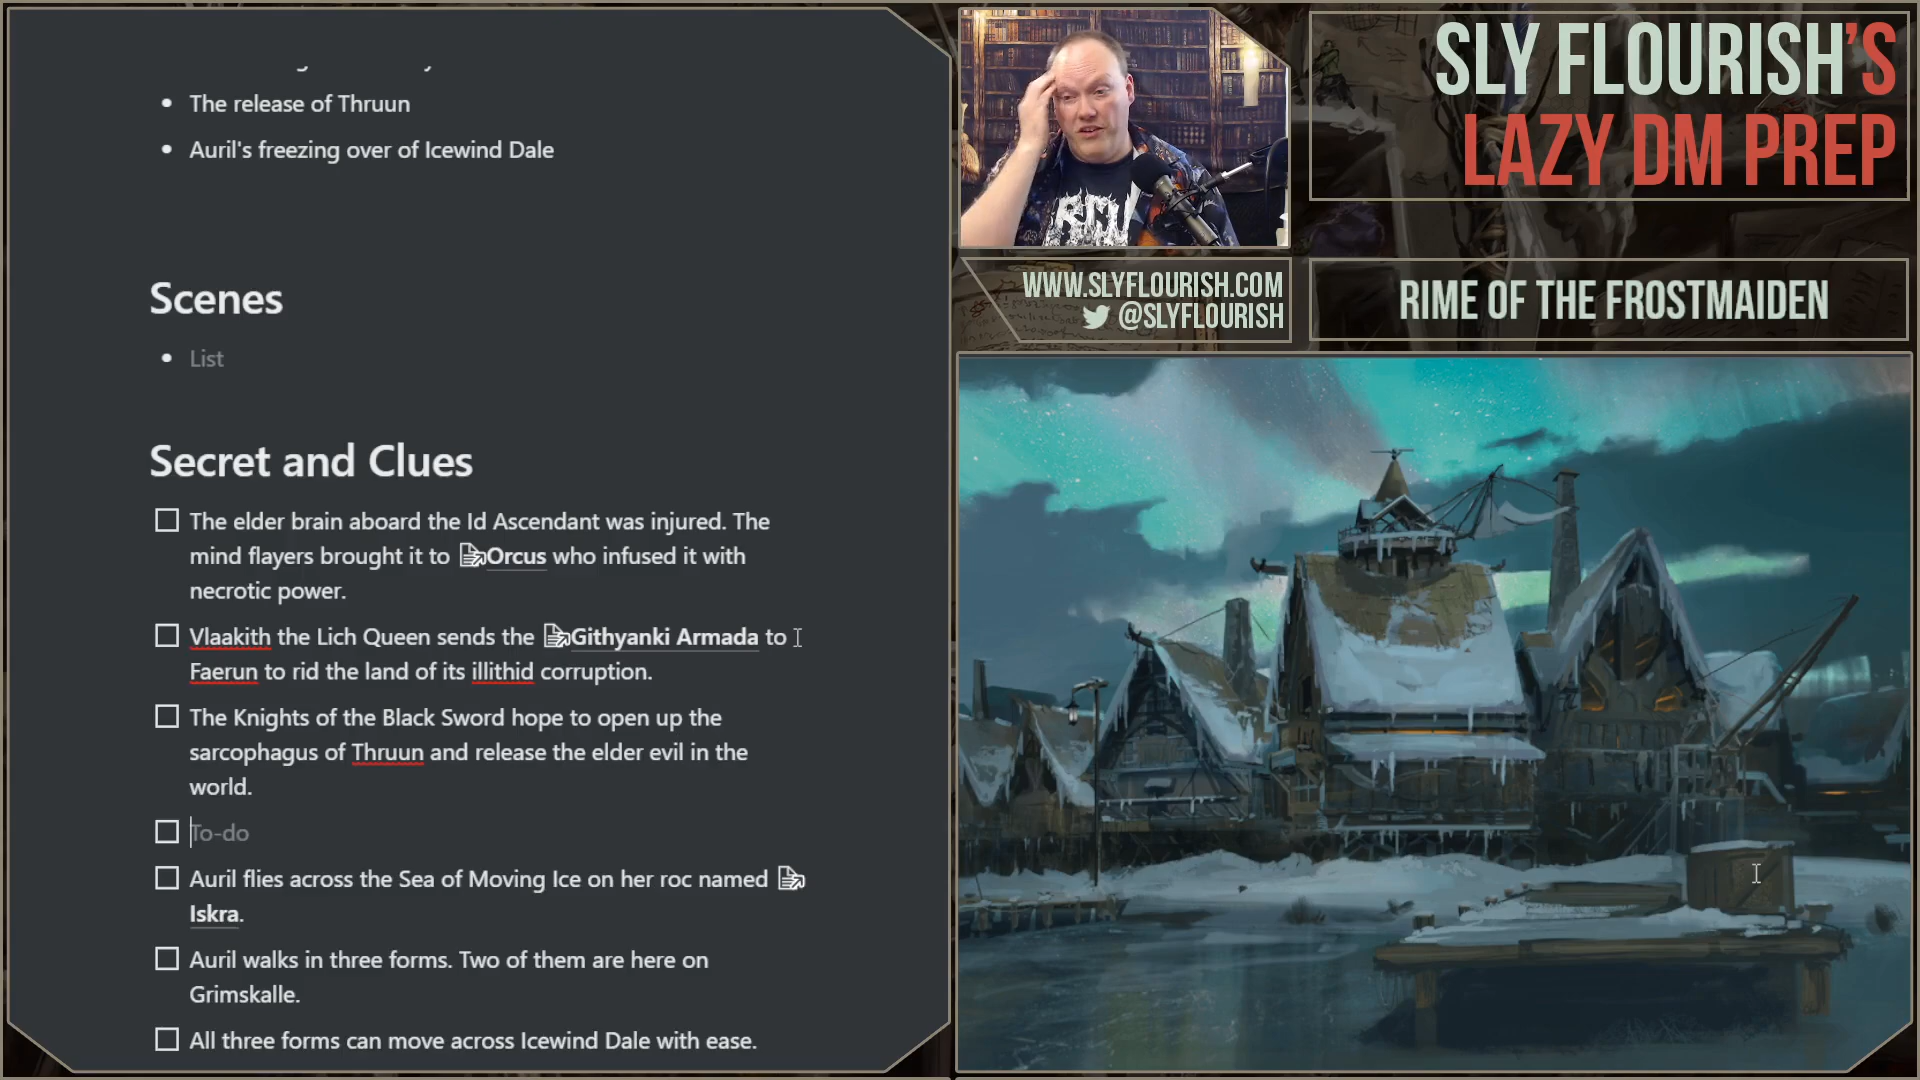 The release of Thruun
Auril's freezing over of Icewind Dale
Scenes
List
Secret and Clues
The elder brain aboard the Id Ascendant was injured. The
mind flayers brought it to Orcus who infused it with
necrotic power.
Vlaakith the Lich Queen sends the Githyanki Armada to
Faerun to rid the land of its illithid corruption.
The Knights of the Black Sword hope to open up the
sarcophagus of Thruun and release the elder evil in the
world.
To-do
Auril flies across the Sea of Moving Ice on her roc named
Iskra.
Auril walks in three forms. Two of them are here on
Grimskalle.
All three forms can move across Icewind Dale with ease.
SLY FLOURISH'S
LAZY DM PREP
WWW.SLYFLOURISH.COM
@SLYFLOURISH
RIME OF THE FROSTMAIDEN